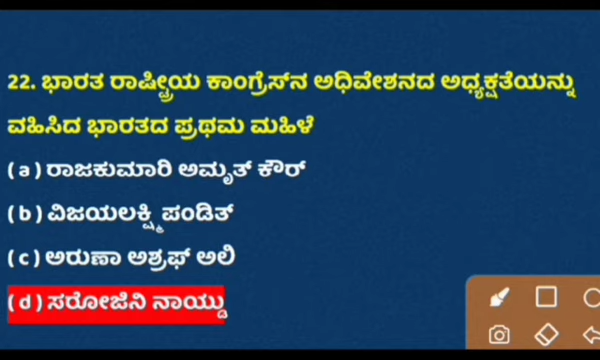 22. ಭಾರತ ರಾಷ್ಟ್ರೀಯ ಕಾಂಗ್ರೆಸ್‌ನ ಅಧಿವೇಶನದ ಅಧ್ಯಕ್ಷತೆಯನ್ನು
ವಹಿಸಿದ ಭಾರತದ ಪ್ರಥಮ ಮಹಿಳೆ
( a ) ರಾಜಕುಮಾರಿ ಅಮೃತ್ ಕೌರ್
( b ) ವಿಜಯಲಕ್ಷ್ಮಿ ಪಂಡಿತ್
( c ) ಅರುಣಾ ಅಶ್ರಫ್ ಅಲಿ
( d ) ಸರೋಜಿನಿ ನಾಯ್ಡು